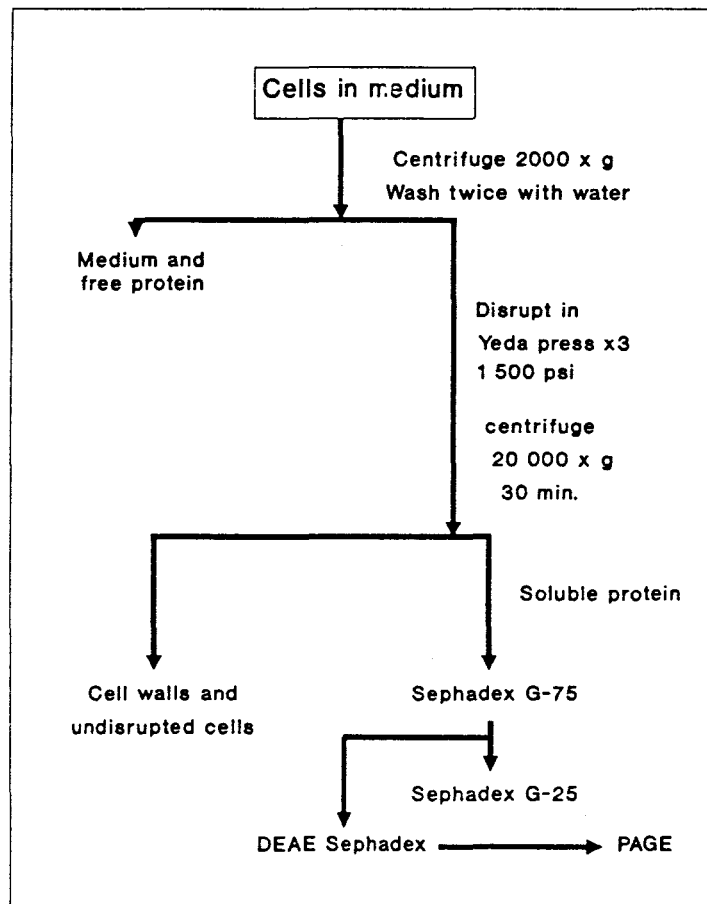 Cells in medium
Centrifuge 2000 x g
Wash twice with water
Medium and
free protein
Disrupt in
Yeda press x3
1 500 psi
centrifuge
20 000 x g
30 min.
Soluble protein
Cell walls and
undisrupted cells
Sephadex G-75
Sephadex G-25
DEAE Sephadex
PAGE